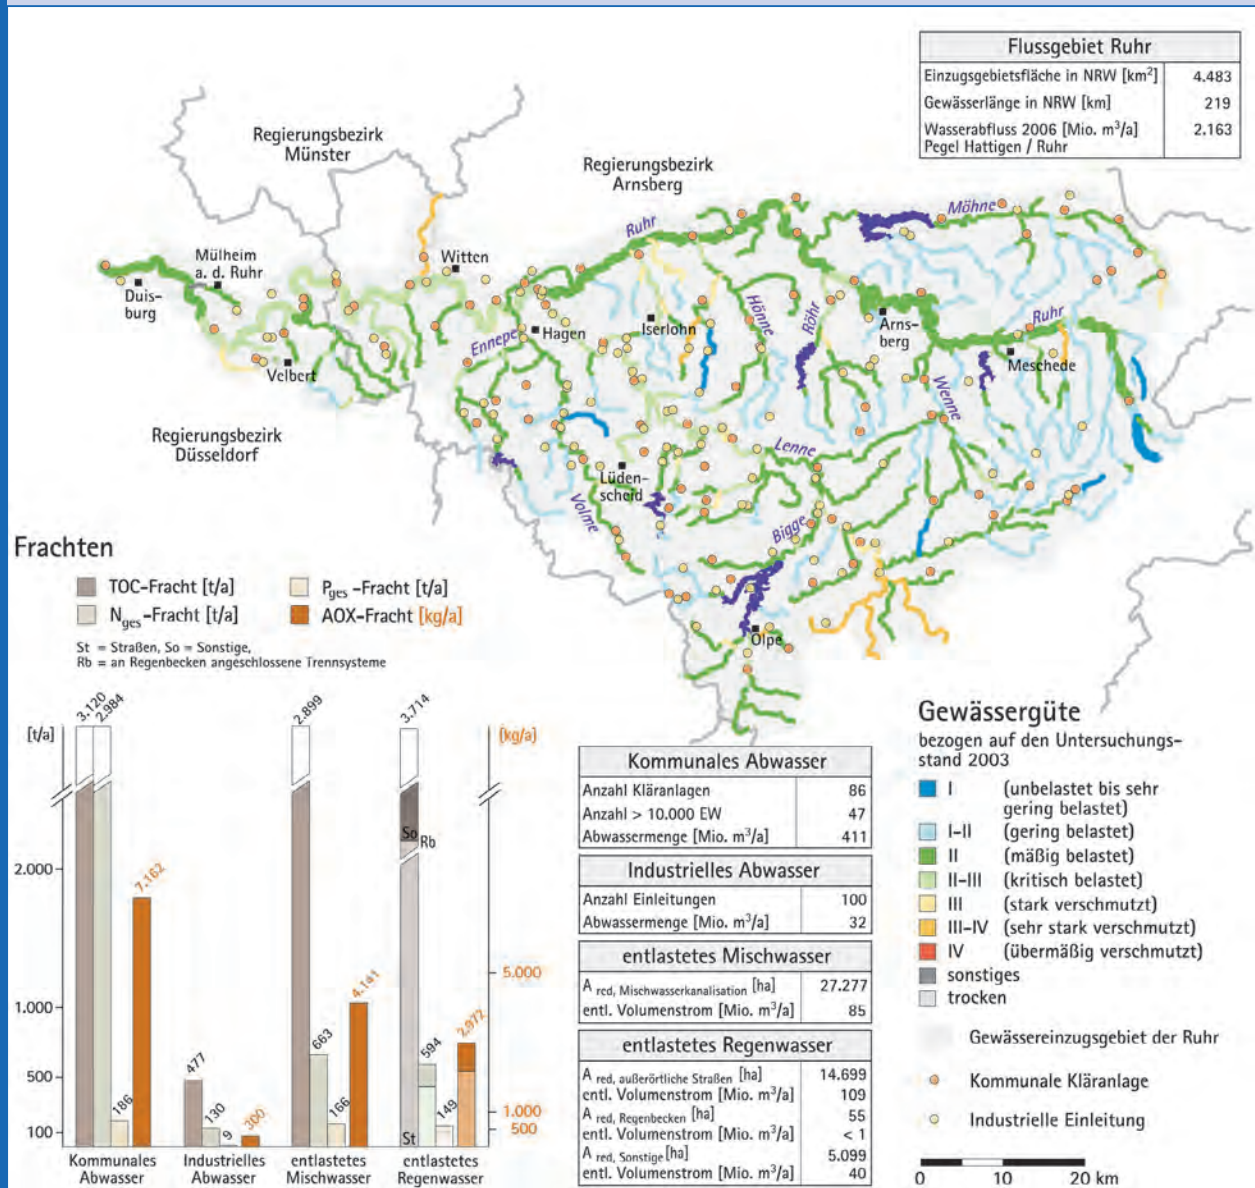 Flussgebiet Ruhr
Einzugsgebietsfläche in NRW [km²] 4.483
Gewässerlänge in NRW [km] 219
Wasserabfluss 2006 [Mio. m³/a] 2.163
Pegel Hattigen / Ruhr
Regierungsbezirk
Münster
Regierungsbezirk
Arnsberg
Ruhr
Möhne
Witten
Mülheim
a. d. Ruhr
Duis-
burg
Velbert
Ennepe
Hagen
Iserlohn
Hönne
Röhr
Arns-
berg
Ruhr
Meschede
Wenne
Regierungsbezirk
Düsseldorf
Lenne
Lüden-
scheid
Volme
Bigge
Olpe
Frachten
TOC-Fracht [t/a]
N ges -Fracht [t/a]
P ges -Fracht [t/a]
AOX-Fracht [kg/a]
St = Straßen, So = Sonstige,
Rb = an Regenbecken angeschlossene Trennsysteme
[t/a]
3.120
2.984
2.899
3.714
[kg/a]
So
Rb
2.000
7.162
5.000
1.000
4.141
2.972
663
594
500
477
186
130
9
300
166
149
1.000
500
100
St
Kommunales
Abwasser
Industrielles
Abwasser
entlastetes
Mischwasser
entlastetes
Regenwasser
Kommunales Abwasser
Anzahl Kläranlagen 86
Anzahl > 10.000 EW 47
Abwassermenge [Mio. m³/a] 411
Industrielles Abwasser
Anzahl Einleitungen 100
Abwassermenge [Mio. m³/a] 32
entlastetes Mischwasser
A red, Mischwasserkanalisation [ha] 27.277
entl. Volumenstrom [Mio. m³/a] 85
entlastetes Regenwasser
A red, außerörtliche Straßen [ha] 14.699
entl. Volumenstrom [Mio. m³/a] 109
A red, Regenbecken [ha] 55
entl. Volumenstrom [Mio. m³/a] < 1
A red, Sonstige [ha] 5.099
entl. Volumenstrom [Mio. m³/a] 40
Gewässergüte
bezogen auf den Untersuchungs-
stand 2003
I (unbelastet bis sehr
gering belastet)
I-II (gering belastet)
II (mäßig belastet)
II-III (kritisch belastet)
III (stark verschmutzt)
III-IV (sehr stark verschmutzt)
IV (übermäßig verschmutzt)
sonstiges
trocken
Gewässereinzugsgebiet der Ruhr
Kommunale Kläranlage
Industrielle Einleitung
0 10 20 km